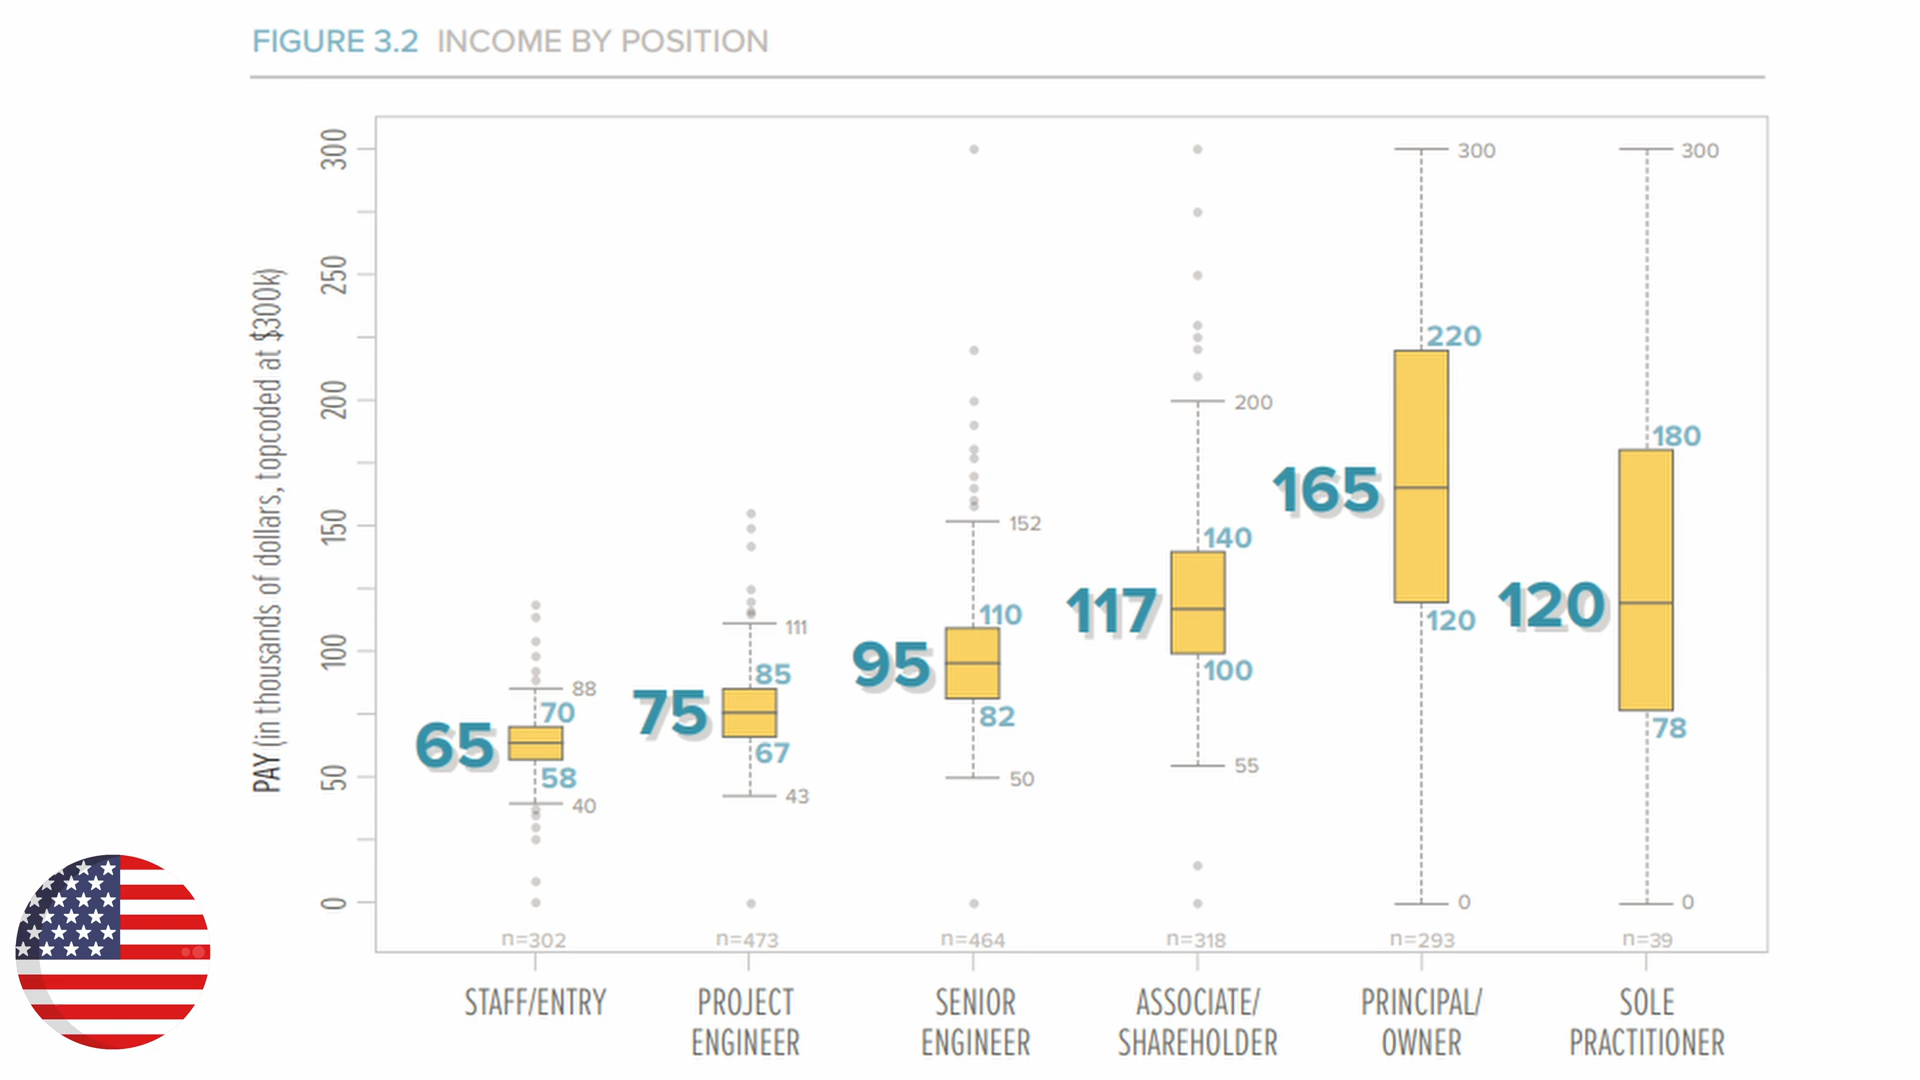 FIGURE 3.2 INCOME BY POSITION
PAY (in thousands of dollars, topcoded at $300k)
300
250
200
150
100
50
0
88
70
65
58
40
n=302
111
85
75
67
43
n=473
152
110
95
82
50
n=464
200
140
117
100
55
n=318
300
220
165
120
0
n=293
300
180
120
78
0
n=39
STAFF/ENTRY
PROJECT
ENGINEER
SENIOR
ENGINEER
ASSOCIATE/
SHAREHOLDER
PRINCIPAL/
OWNER
SOLE
PRACTITIONER